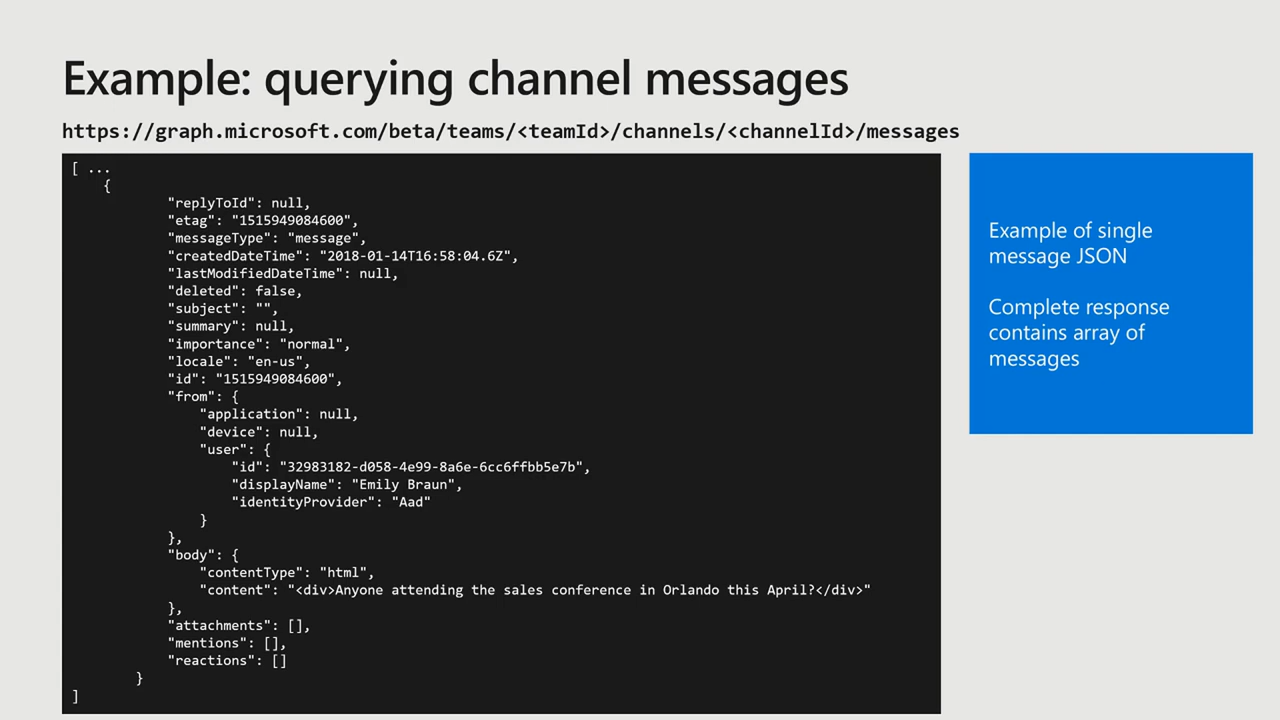 Example: querying channel messages
https://graph.microsoft.com/beta/teams/<teamId>/channels/<channelId>/messages
[ ...
{
"replyToId": null,
"etag": "1515949084600",
"messageType": "message",
"createdDateTime": "2018-01-14T16:58:04.6Z",
"lastModifiedDateTime": null,
"deleted": false,
"subject": "",
"summary": null,
"importance": "normal",
"locale": "en-us",
"id": "1515949084600",
"from": {
"application": null,
"device": null,
"user": {
"id": "32983182-d058-4e99-8a6e-6cc6ffbb5e7b",
"displayName": "Emily Braun",
"identityProvider": "Aad"
}
},
"body": {
"contentType": "html",
"content": "<div>Anyone attending the sales conference in Orlando this April?</div>"
},
"attachments": [],
"mentions": [],
"reactions": []
}
]
Example of single
message JSON
Complete response
contains array of
messages